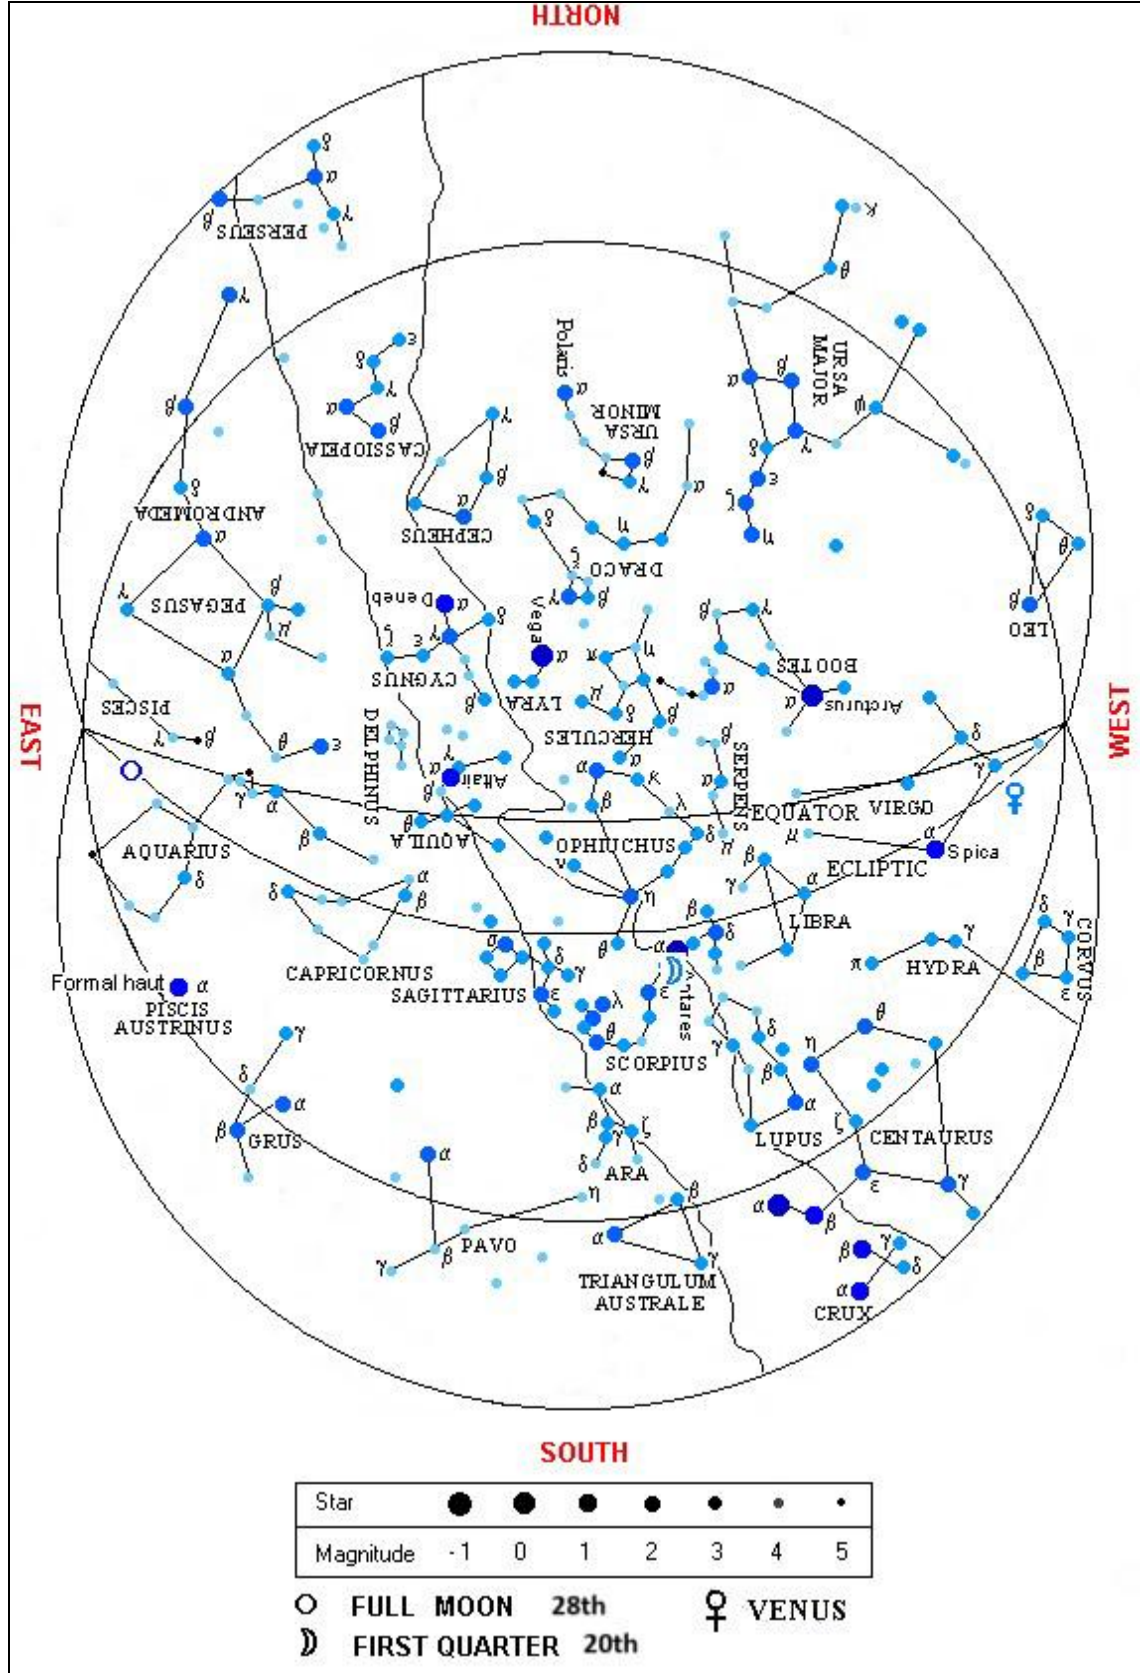 NORTH
δ
α
β
γ
PERSEUS
κ
θ
γ
ε
δ
γ
α
β
CASSIOPEIA
Polaris
α
URSA
MINOR
β
γ
URSA
MAJOR
α
β
γ
δ
ε
ζ
η
ψ
β
δ
ANDROMEDA
α
γ
β
α
CEPHEUS
δ
η
α
DRACO
ξ
γ
β
δ
θ
β
LEO
γ
PEGASUS
β
μ
α
θ
ε
Deneb
α
γ
δ
ε
ζ
CYGNUS
β
Vega
α
LYRA
π
η
μ
δ
β
HERCULES
α
β
γ
BOOTES
α
Arcturus
α
EAST
WEST
PISCES
γ
β
DELPHINUS
γ
α
Altair
β
θ
AQUILA
α
κ
β
λ
OPHIUCHUS
δ
ν
η
θ
β
α
SERPENS
μ
EQUATOR
VIRGO
δ
γ
μ
α
Spica
ECLIPTIC
γ
α
β
AQUARIUS
δ
δ
α
β
CAPRICORNUS
β
γ
α
LIBRA
σ
δ
γ
SAGITTARIUS
ε
β
δ
α
Antares
ε
λ
θ
SCORPIUS
π
γ
HYDRA
δ
γ
β
ε
CORVUS
Formal haut
α
PISCIS
AUSTRINUS
γ
δ
α
β
GRUS
γ
δ
β
α
LUPUS
θ
η
ζ
CENTAURUS
ε
γ
α
β
α
β
γ
ζ
δ
ARA
α
η
PAVO
β
γ
β
α
γ
TRIANGULUM
AUSTRALE
β
γ
δ
α
CRUX
SOUTH
Star
Magnitude -1 0 1 2 3 4 5
FULL MOON 28th
♀ VENUS
FIRST QUARTER 20th